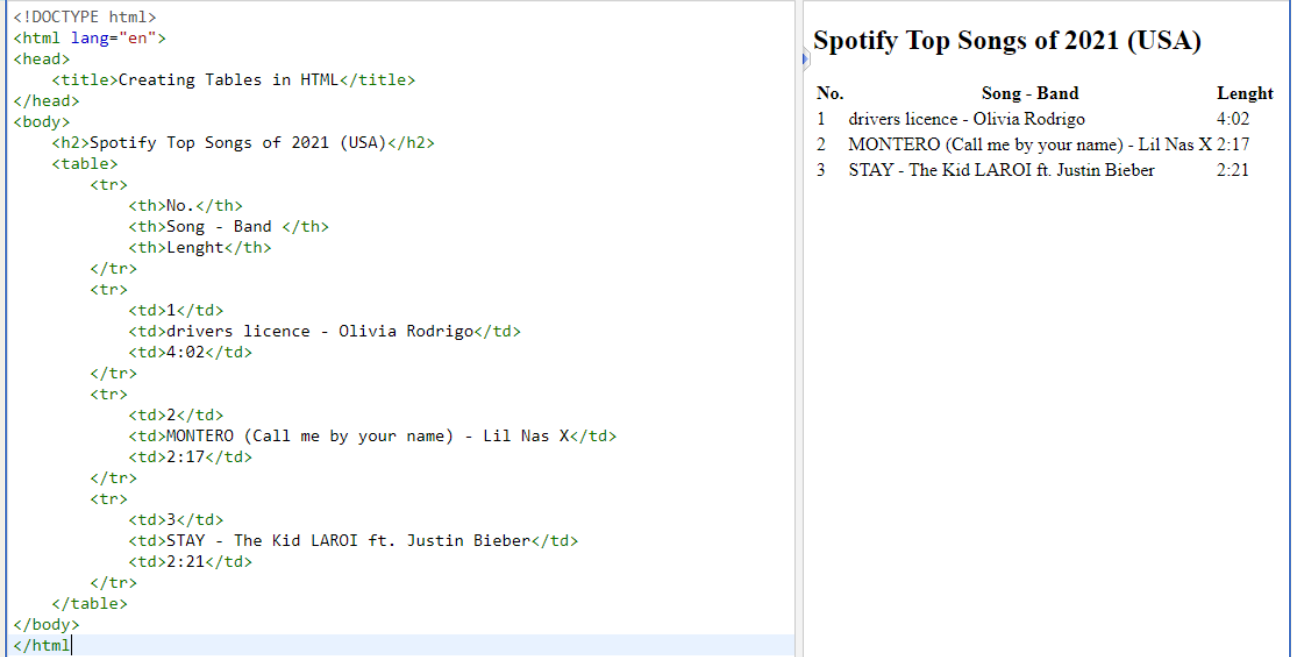 <!DOCTYPE html>
<html lang="en">
<head>
    <title>Creating Tables in HTML</title>
</head>
<body>
    <h2>Spotify Top Songs of 2021 (USA)</h2>
    <table>
        <tr>
            <th>No.</th>
            <th>Song - Band </th>
            <th>Lenght</th>
        </tr>
        <tr>
            <td>1</td>
            <td>drivers licence - Olivia Rodrigo</td>
            <td>4:02</td>
        </tr>
        <tr>
            <td>2</td>
            <td>MONTERO (Call me by your name) - Lil Nas X</td>
            <td>2:17</td>
        </tr>
        <tr>
            <td>3</td>
            <td>STAY - The Kid LAROI ft. Justin Bieber</td>
            <td>2:21</td>
        </tr>
    </table>
</body>
</html
Spotify Top Songs of 2021 (USA)
No. Song - Band Lenght
1 drivers licence - Olivia Rodrigo 4:02
2 MONTERO (Call me by your name) - Lil Nas X 2:17
3 STAY - The Kid LAROI ft. Justin Bieber 2:21